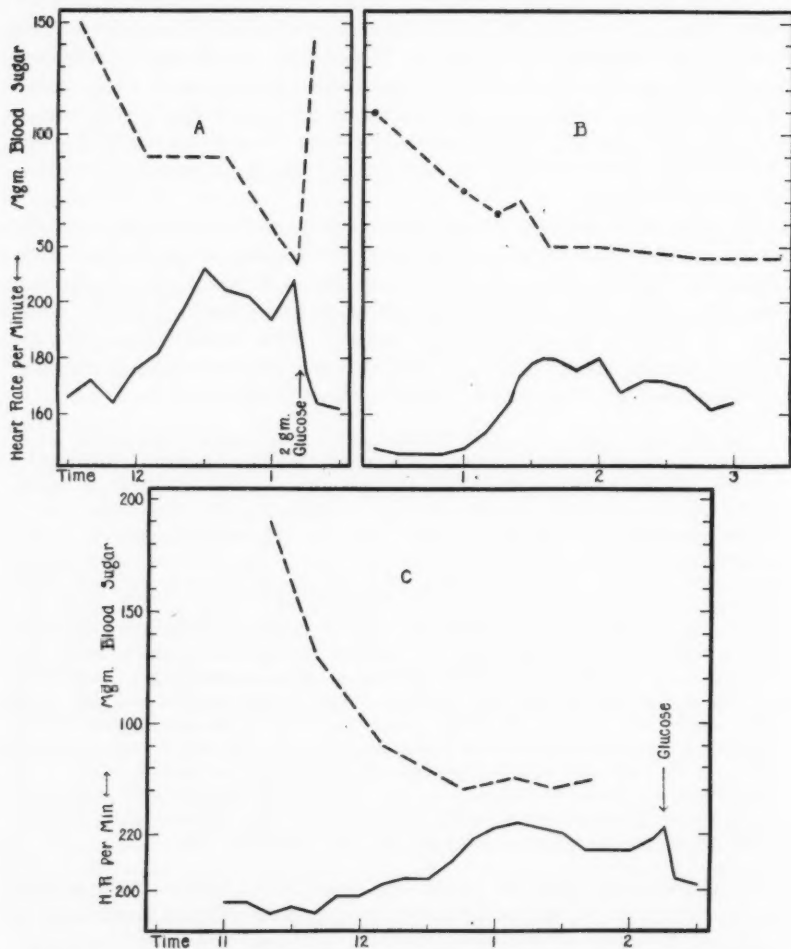 150
100
50
200
180
160
Heart Rate per Minute ⟷ /Mgm. Blood Sugar
A
B
2 gm.
Glucose →
Time
12
1
1
2
3
200
150
100
220
200
H.R per Min ⟷ Mgm. Blood Sugar
C
← Glucose
Time
11
12
1
2